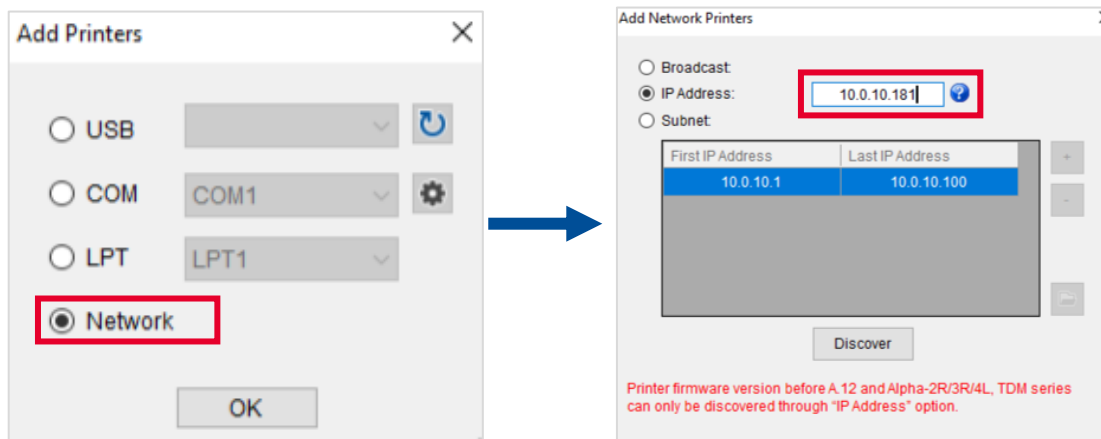 Add Printers
USB
COM COM1
LPT LPT1
Network
OK
Add Network Printers
Broadcast:
IP Address: 10.0.10.181
Subnet:
First IP Address Last IP Address
10.0.10.1 10.0.10.100
+
-
Discover
Printer firmware version before A.12 and Alpha-2R/3R/4L, TDM series
can only be discovered through "IP Address" option.